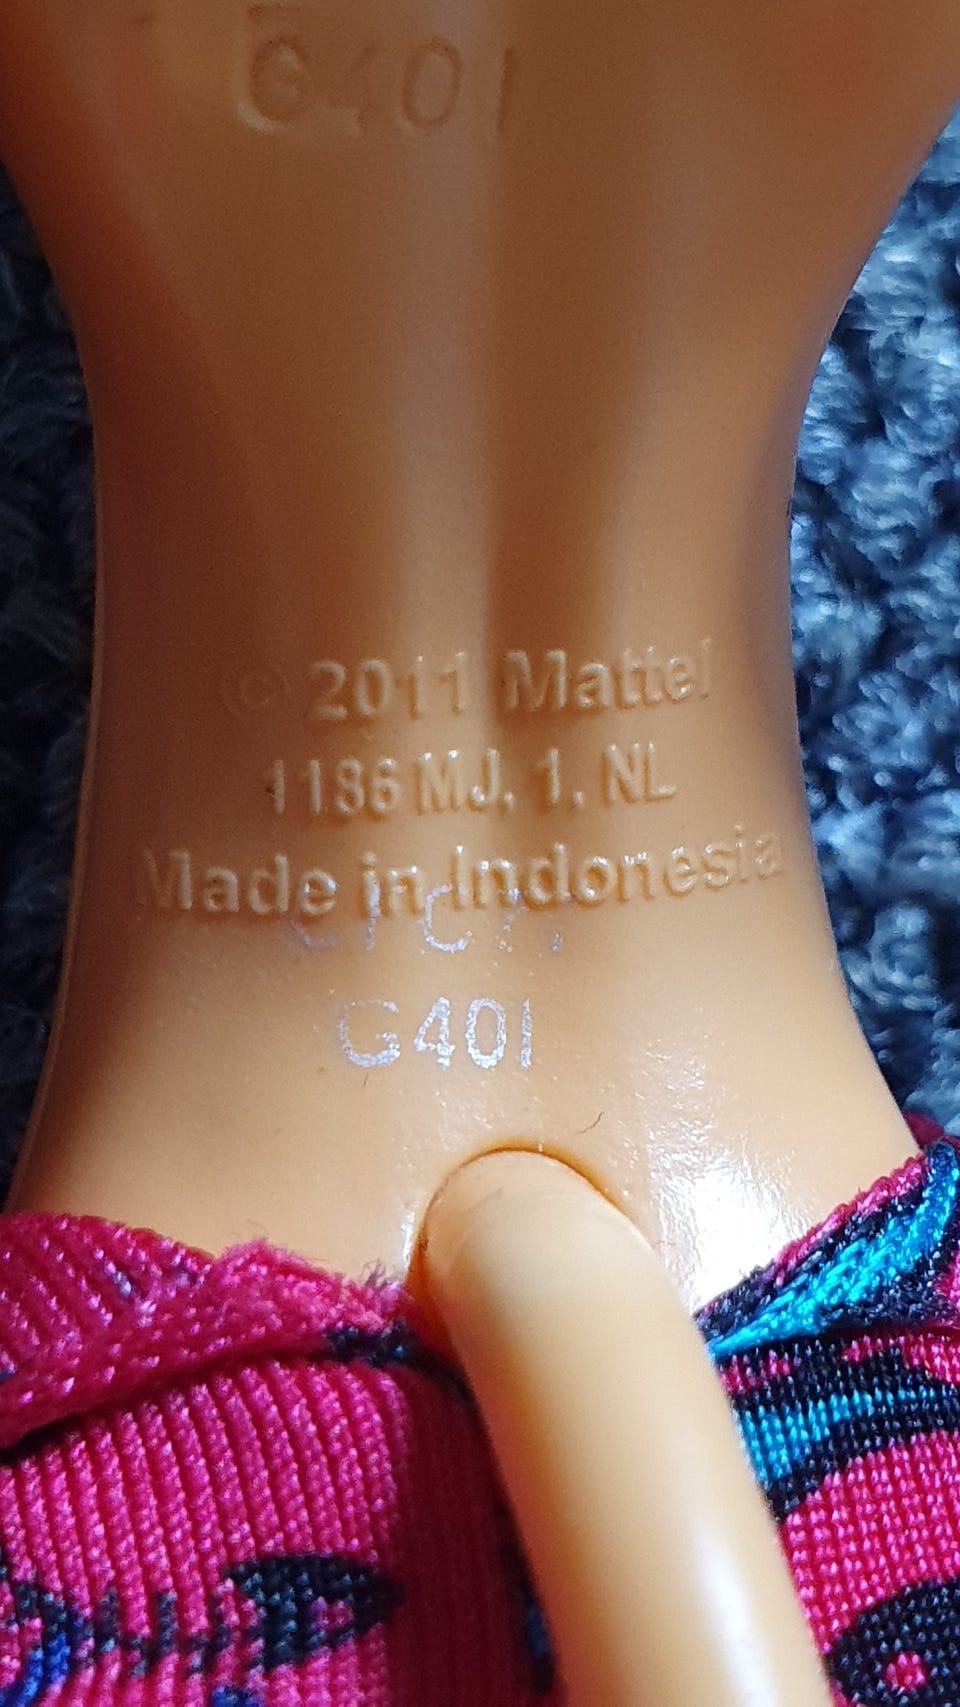 G401
© 2011 Mattel
1186 MJ. 1. NL
Made in Indonesia
G401